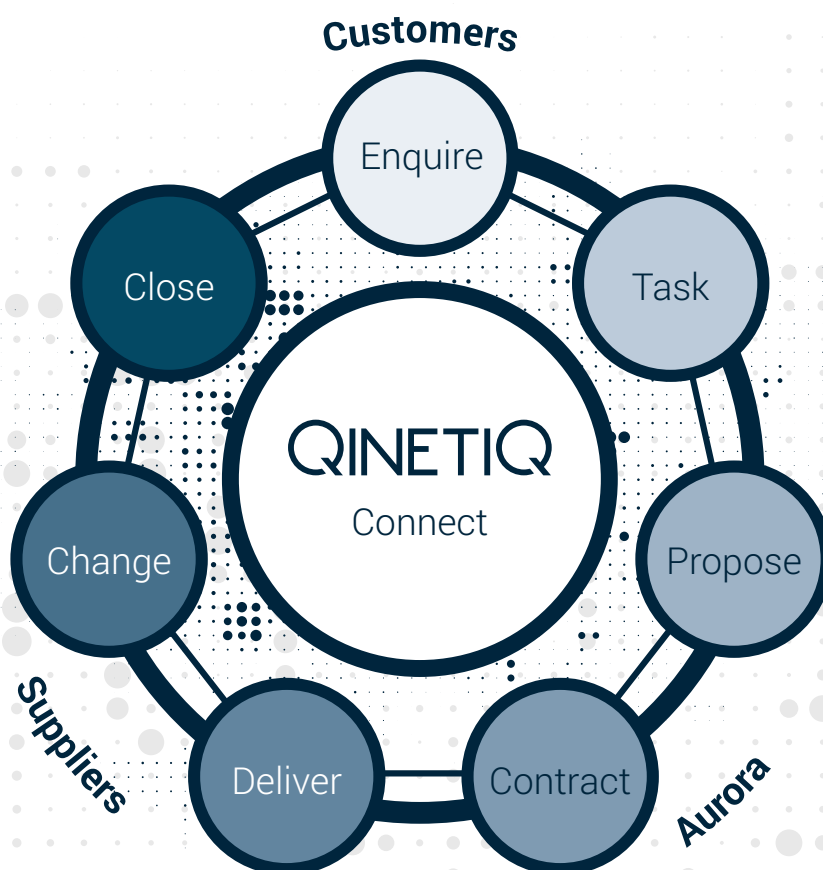 Customers
Enquire
Close
Task
QINETIQ
Connect
Change
Propose
Suppliers
Deliver
Contract
Aurora